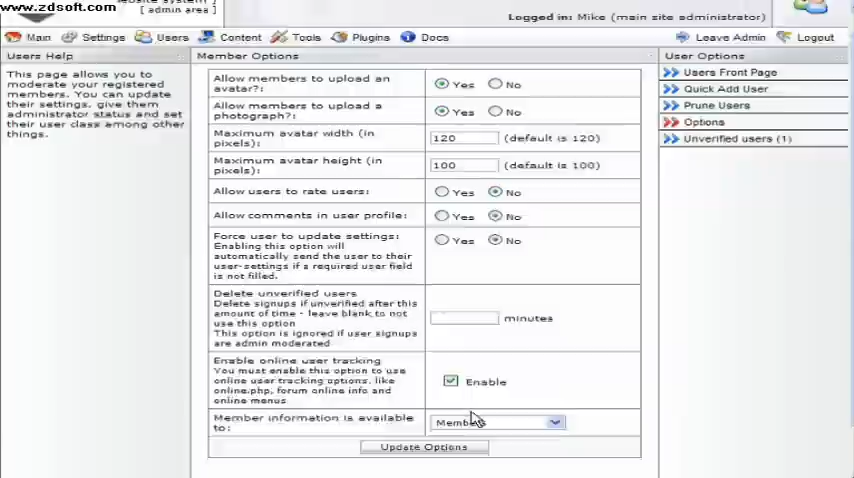 www.zdsoft.com
[ admin area ]
Logged in: Mike (main site administrator)
Main Settings Users Content Tools Plugins Docs Leave Admin Logout
Users Help
This page allows you to
moderate your registered
members. You can update
their settings, give them
administrator status and set
their user class among other
things.
Member Options
Allow members to upload an
avatar?:
Yes No
Allow members to upload a
photograph?:
Yes No
Maximum avatar width (in
pixels):
120 (default is 120)
Maximum avatar height (in
pixels):
100 (default is 100)
Allow users to rate users:
Yes No
Allow comments in user profile:
Yes No
Force user to update settings:
Enabling this option will
automatically send the user to their
user-settings if a required user field
is not filled.
Yes No
Delete unverified users
Delete signups if unverified after this
amount of time - leave blank to not
use this option
This option is ignored if user signups
are admin moderated
minutes
Enable online user tracking
You must enable this option to use
online user tracking options, like
online.php, forum online info and
online menus
Enable
Member information is available
to:
Members
Update Options
User Options
Users Front Page
Quick Add User
Prune Users
Options
Unverified users (1)